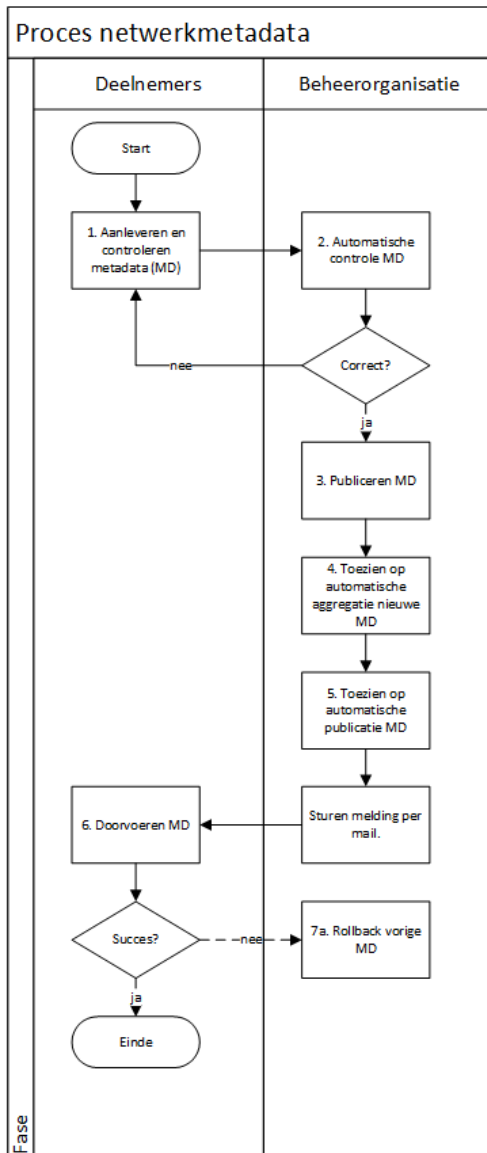 Proces netwerkmetadata
Deelnemers
Beheerorganisatie
Start
1. Aanleveren en
controleren
metadata (MD)
2. Automatische
controle MD
nee
Correct?
ja
3. Publiceren MD
4. Toezien op
automatische
aggregatie nieuwe
MD
5. Toezien op
automatische
publicatie MD
6. Doorvoeren MD
Sturen melding per
mail.
Succes?
nee
7a. Rollback vorige
MD
ja
Einde
Fase